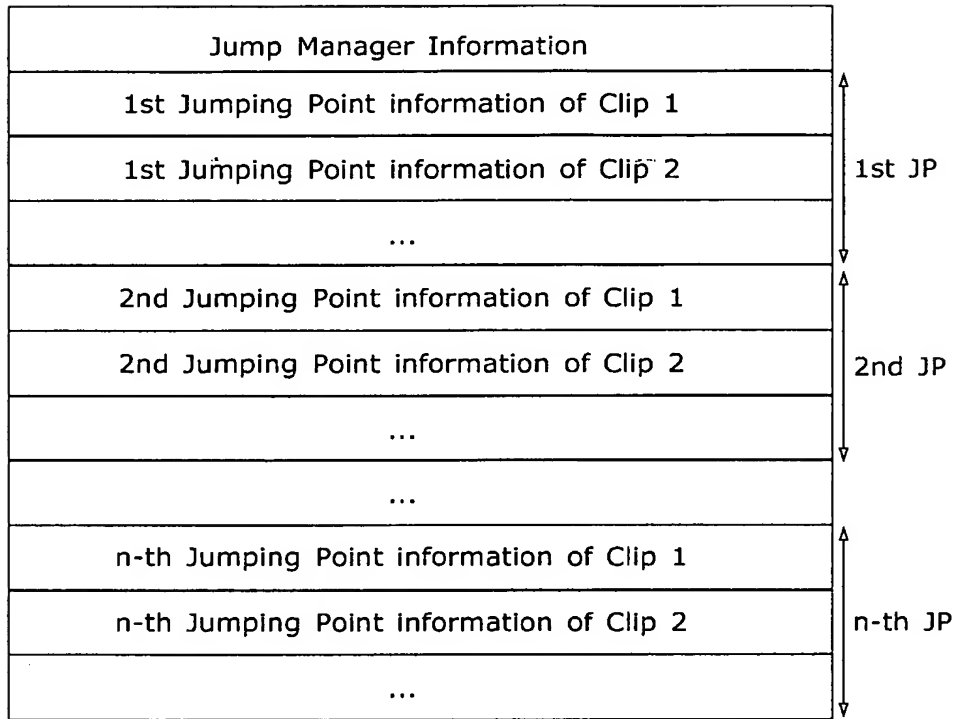 Jump Manager Information
1st Jumping Point information of Clip 1
1st Jumping Point information of Clip 2
...
1st JP
2nd Jumping Point information of Clip 1
2nd Jumping Point information of Clip 2
...
2nd JP
...
n-th Jumping Point information of Clip 1
n-th Jumping Point information of Clip 2
...
n-th JP